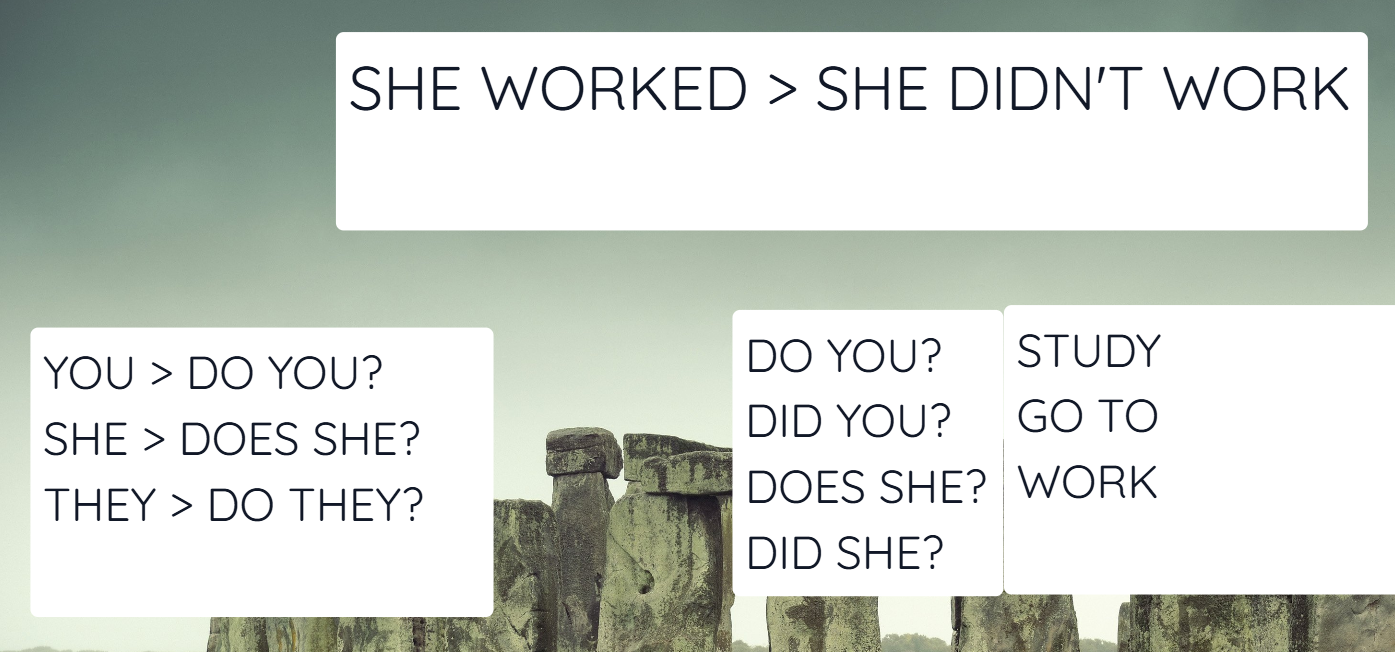 SHE WORKED > SHE DIDN'T WORK
YOU > DO YOU?
SHE > DOES SHE?
THEY > DO THEY?
DO YOU?
DID YOU?
DOES SHE?
DID SHE?
STUDY
GO TO
WORK